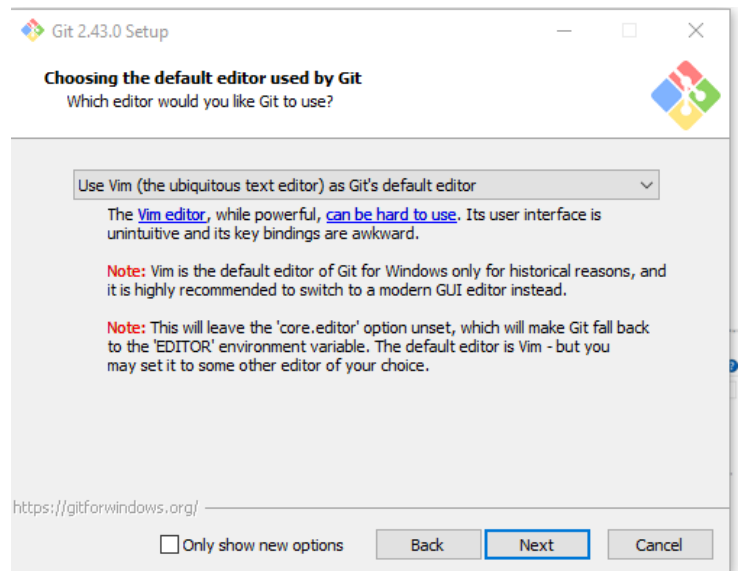 Git 2.43.0 Setup
Choosing the default editor used by Git
Which editor would you like Git to use?
Use Vim (the ubiquitous text editor) as Git's default editor
The Vim editor, while powerful, can be hard to use. Its user interface is
unintuitive and its key bindings are awkward.
Note: Vim is the default editor of Git for Windows only for historical reasons, and
it is highly recommended to switch to a modern GUI editor instead.
Note: This will leave the 'core.editor' option unset, which will make Git fall back
to the 'EDITOR' environment variable. The default editor is Vim - but you
may set it to some other editor of your choice.
https://gitforwindows.org/
Only show new options Back Next Cancel